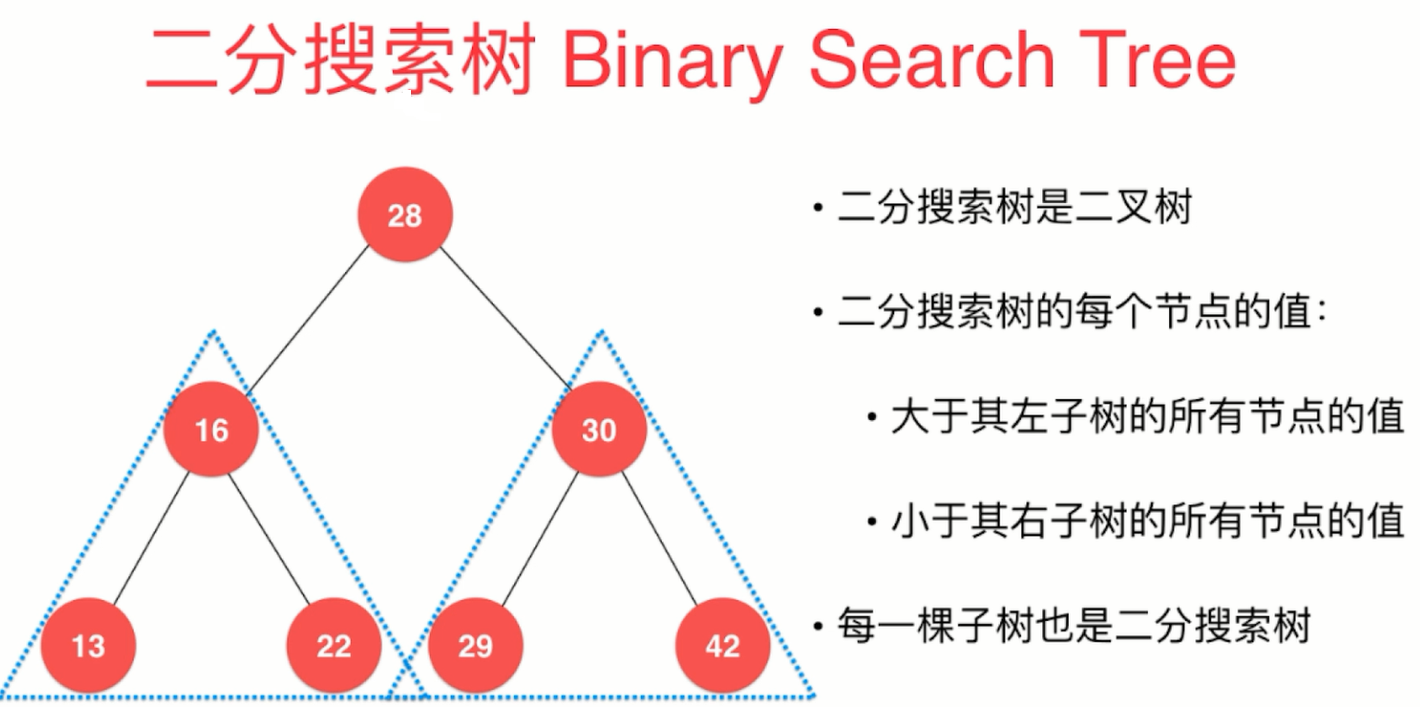 二分搜索树 Binary Search Tree
28
16
30
13
22
29
42
• 二分搜索树是二叉树
• 二分搜索树的每个节点的值：
• 大于其左子树的所有节点的值
• 小于其右子树的所有节点的值
• 每一棵子树也是二分搜索树